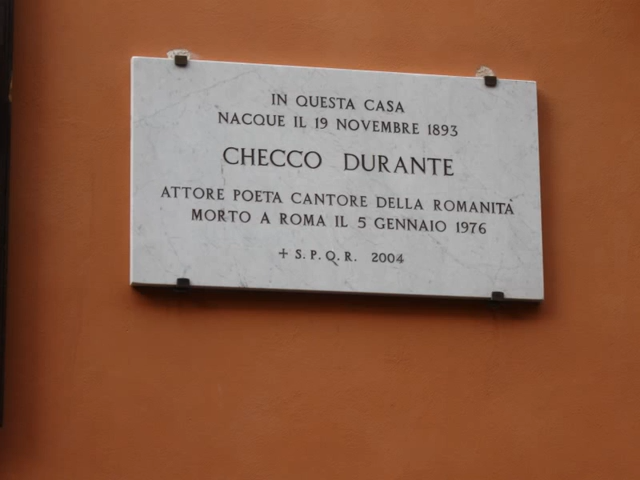 IN QUESTA CASA
NACQUE IL 19 NOVEMBRE 1893
CHECCO DURANTE
ATTORE POETA CANTORE DELLA ROMANITÀ
MORTO A ROMA IL 5 GENNAIO 1976
+ S. P. Q. R. 2004